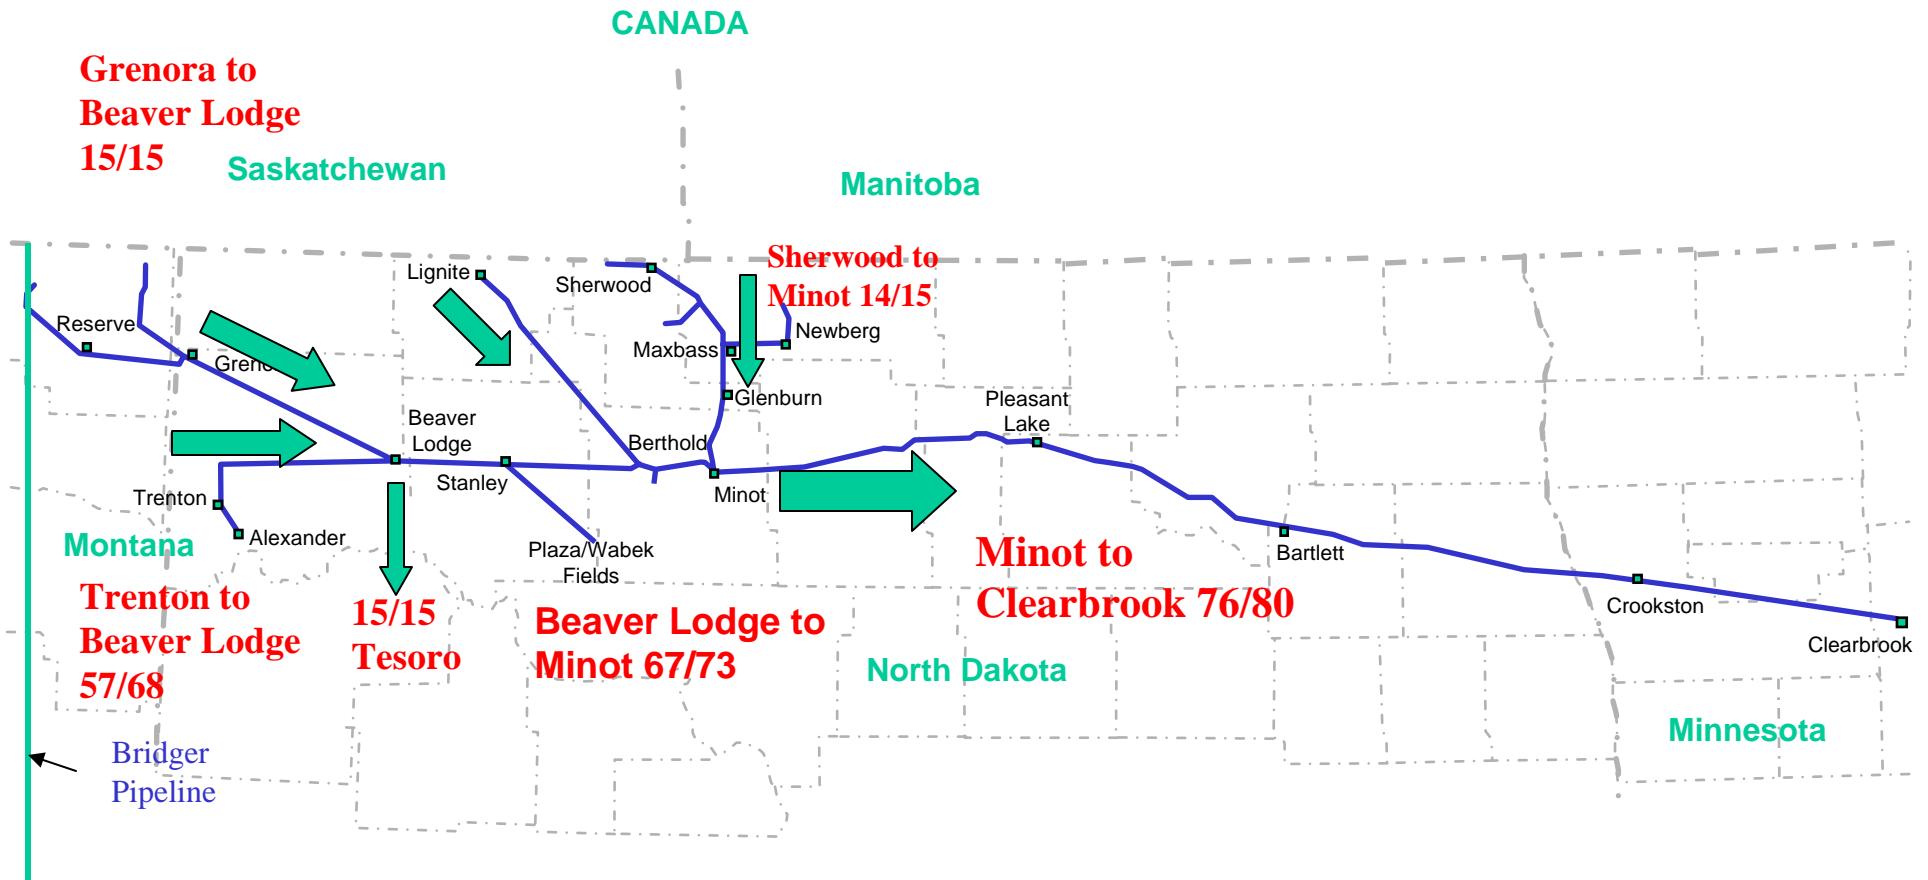 CANADA
Grenora to
Beaver Lodge
15/15
Saskatchewan
Manitoba
Sherwood to
Minot 14/15
Lignite
Sherwood
Reserve
Newberg
Maxbass
Glenburn
Beaver
Lodge
Berthold
Pleasant
Lake
Stanley
Minot
Trenton
Alexander
Montana
Plaza/Wabek
Fields
Bartlett
Minot to
Clearbrook 76/80
Crookston
Clearbrook
Trenton to
Beaver Lodge
57/68
15/15
Tesoro
Beaver Lodge to
Minot 67/73
North Dakota
Minnesota
Bridger
Pipeline